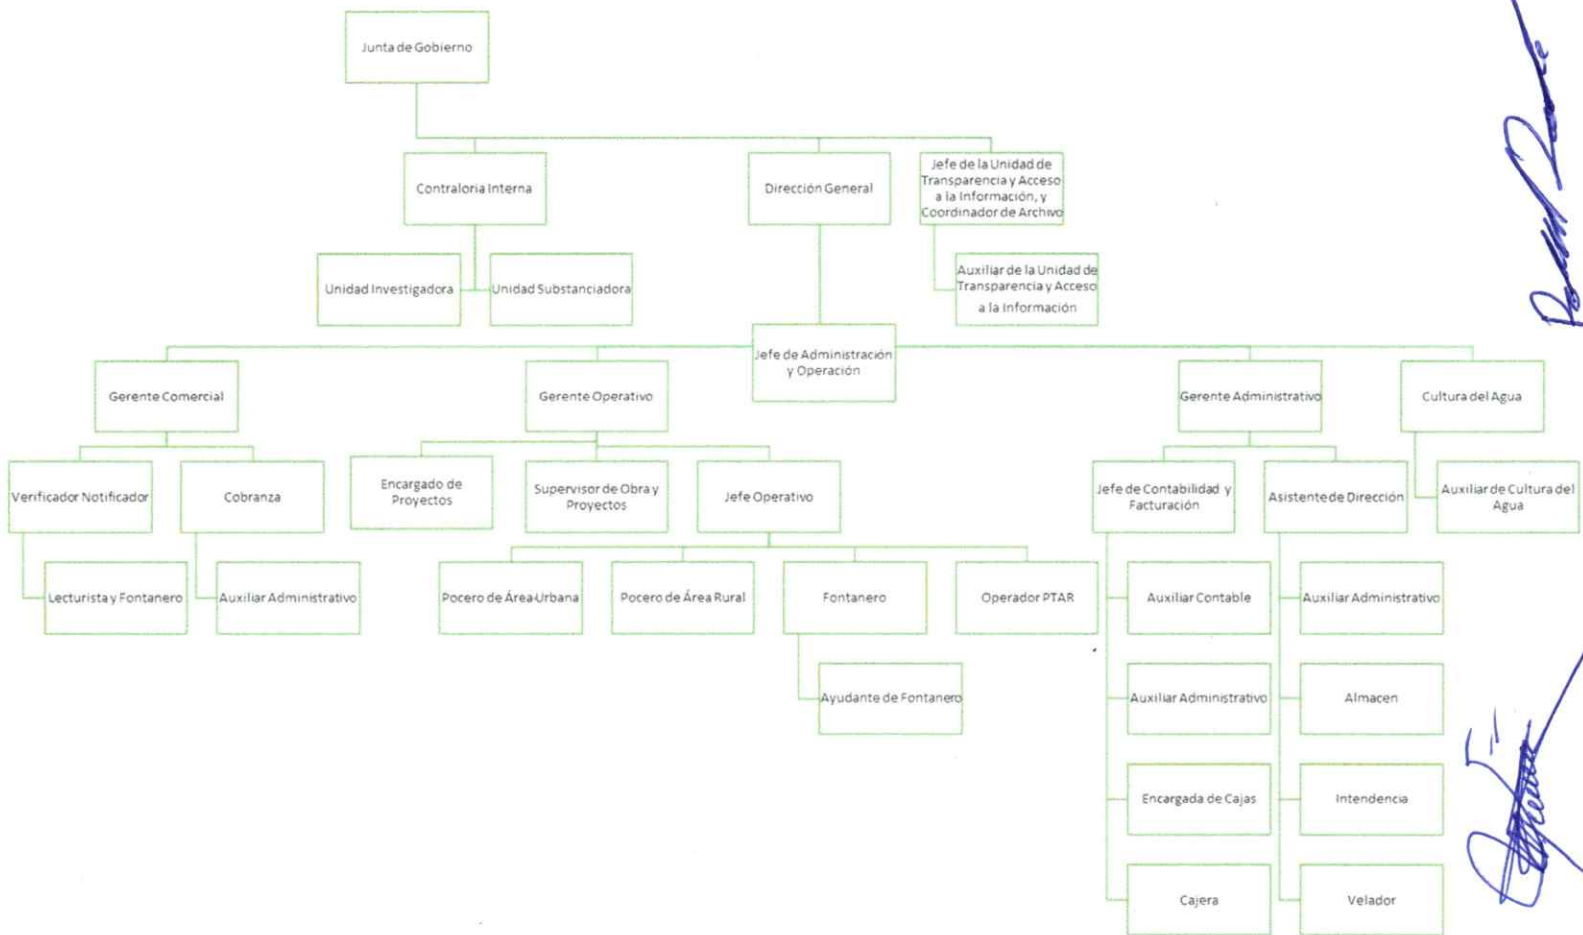 Junta de Gobierno
Contraloria Interna
Dirección General
Jefe de la Unidad de
Transparencia y Acceso
a la Información, y
Coordinador de Archivo
Unidad Investigadora
Unidad Substanciadora
Auxiliar de la Unidad de
Transparencia y Acceso
a la Información
Jefe de Administración
y Operación
Gerente Comercial
Gerente Operativo
Gerente Administrativo
Cultura del Agua
Verificador Notificador
Cobranza
Encargado de
Proyectos
Supervisor de Obra y
Proyectos
Jefe Operativo
Jefe de Contabilidad y
Facturación
Asistente de Dirección
Auxiliar de Cultura del
Agua
Lecturista y Fontanero
Auxiliar Administrativo
Pocero de Área Urbana
Pocero de Área Rural
Fontanero
Operador PTAR
Auxiliar Contable
Auxiliar Administrativo
Ayudante de Fontanero
Auxiliar Administrativo
Almacen
Encargada de Cajas
Intendencia
Cajera
Velador